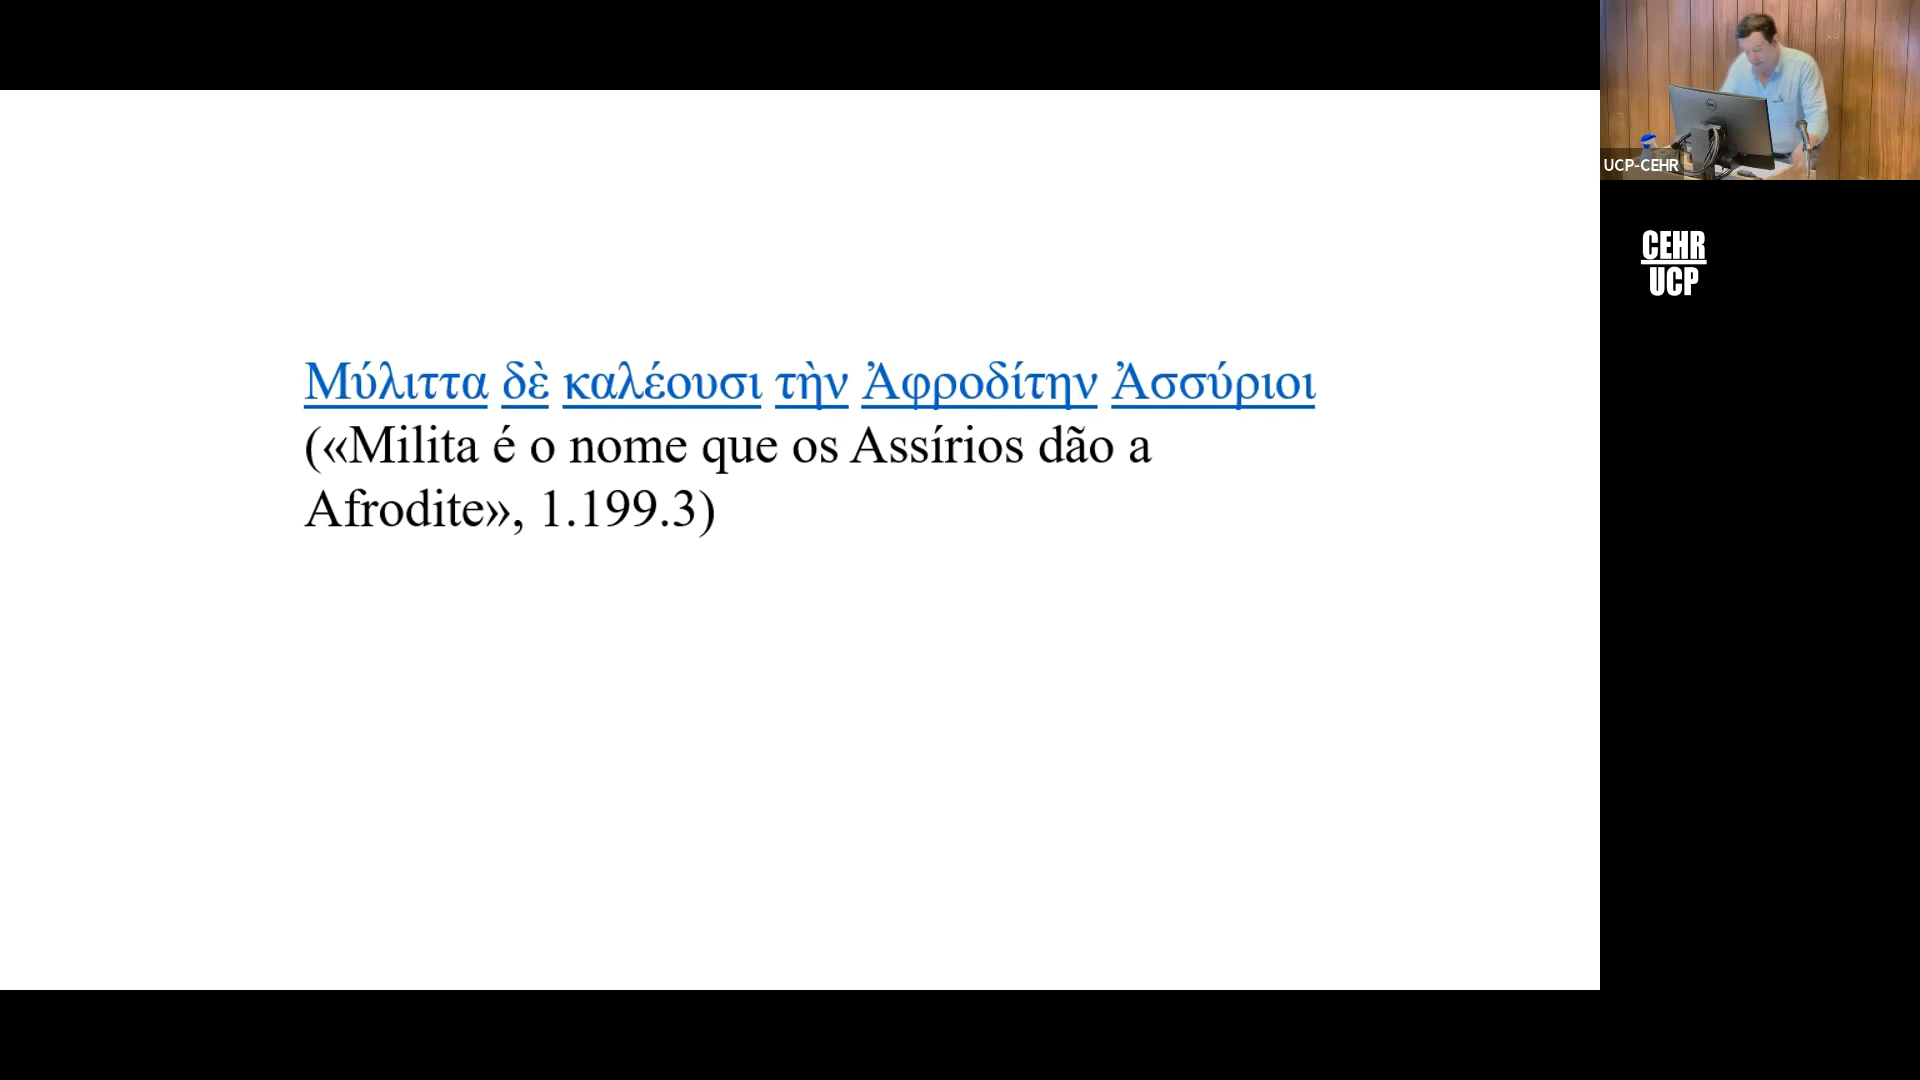 Μύλιττα δὲ καλέουσι τὴν Ἀφροδίτην Ἀσσύριοι
(«Milita é o nome que os Assírios dão a
Afrodite», 1.199.3)
UCP-CEHR
CEHR
UCP